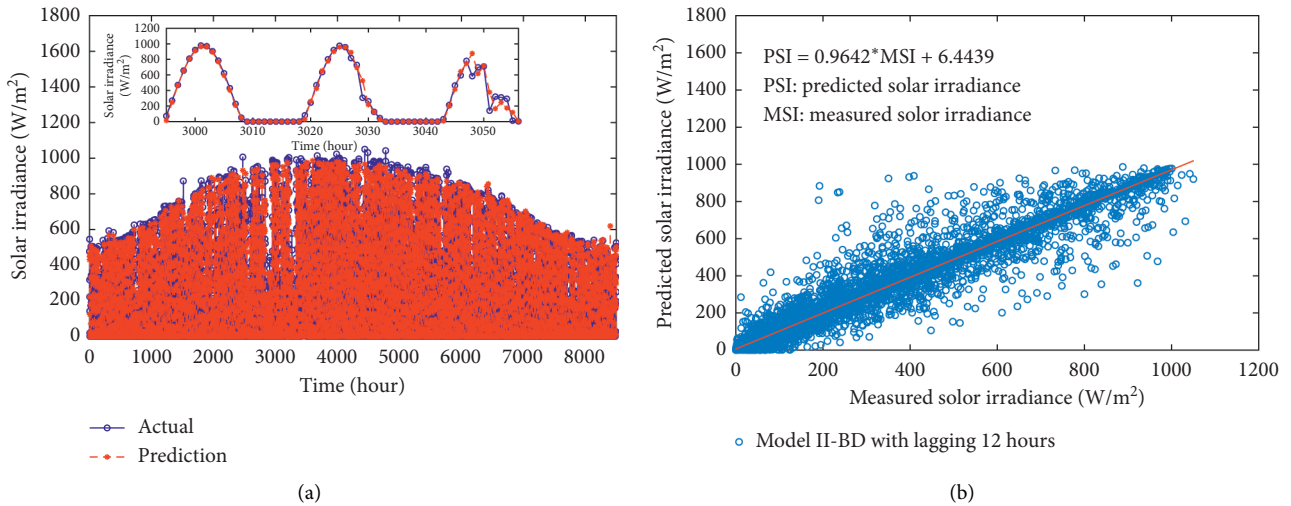 1800
1600
1400
1200
1000
800
600
400
200
0
Solar irradiance (W/m²)
1200
1000
800
600
400
200
0
Solar irradiance
(W/m²)
3000 3010 3020 3030 3040 3050
Time (hour)
0 1000 2000 3000 4000 5000 6000 7000 8000
Time (hour)
Actual
Prediction
(a)
1800
1600
1400
1200
1000
800
600
400
200
0
Predicted solar irradiance (W/m²)
PSI = 0.9642*MSI + 6.4439
PSI: predicted solar irradiance
MSI: measured solor irradiance
0 200 400 600 800 1000 1200
Measured solor irradiance (W/m²)
Model II-BD with lagging 12 hours
(b)